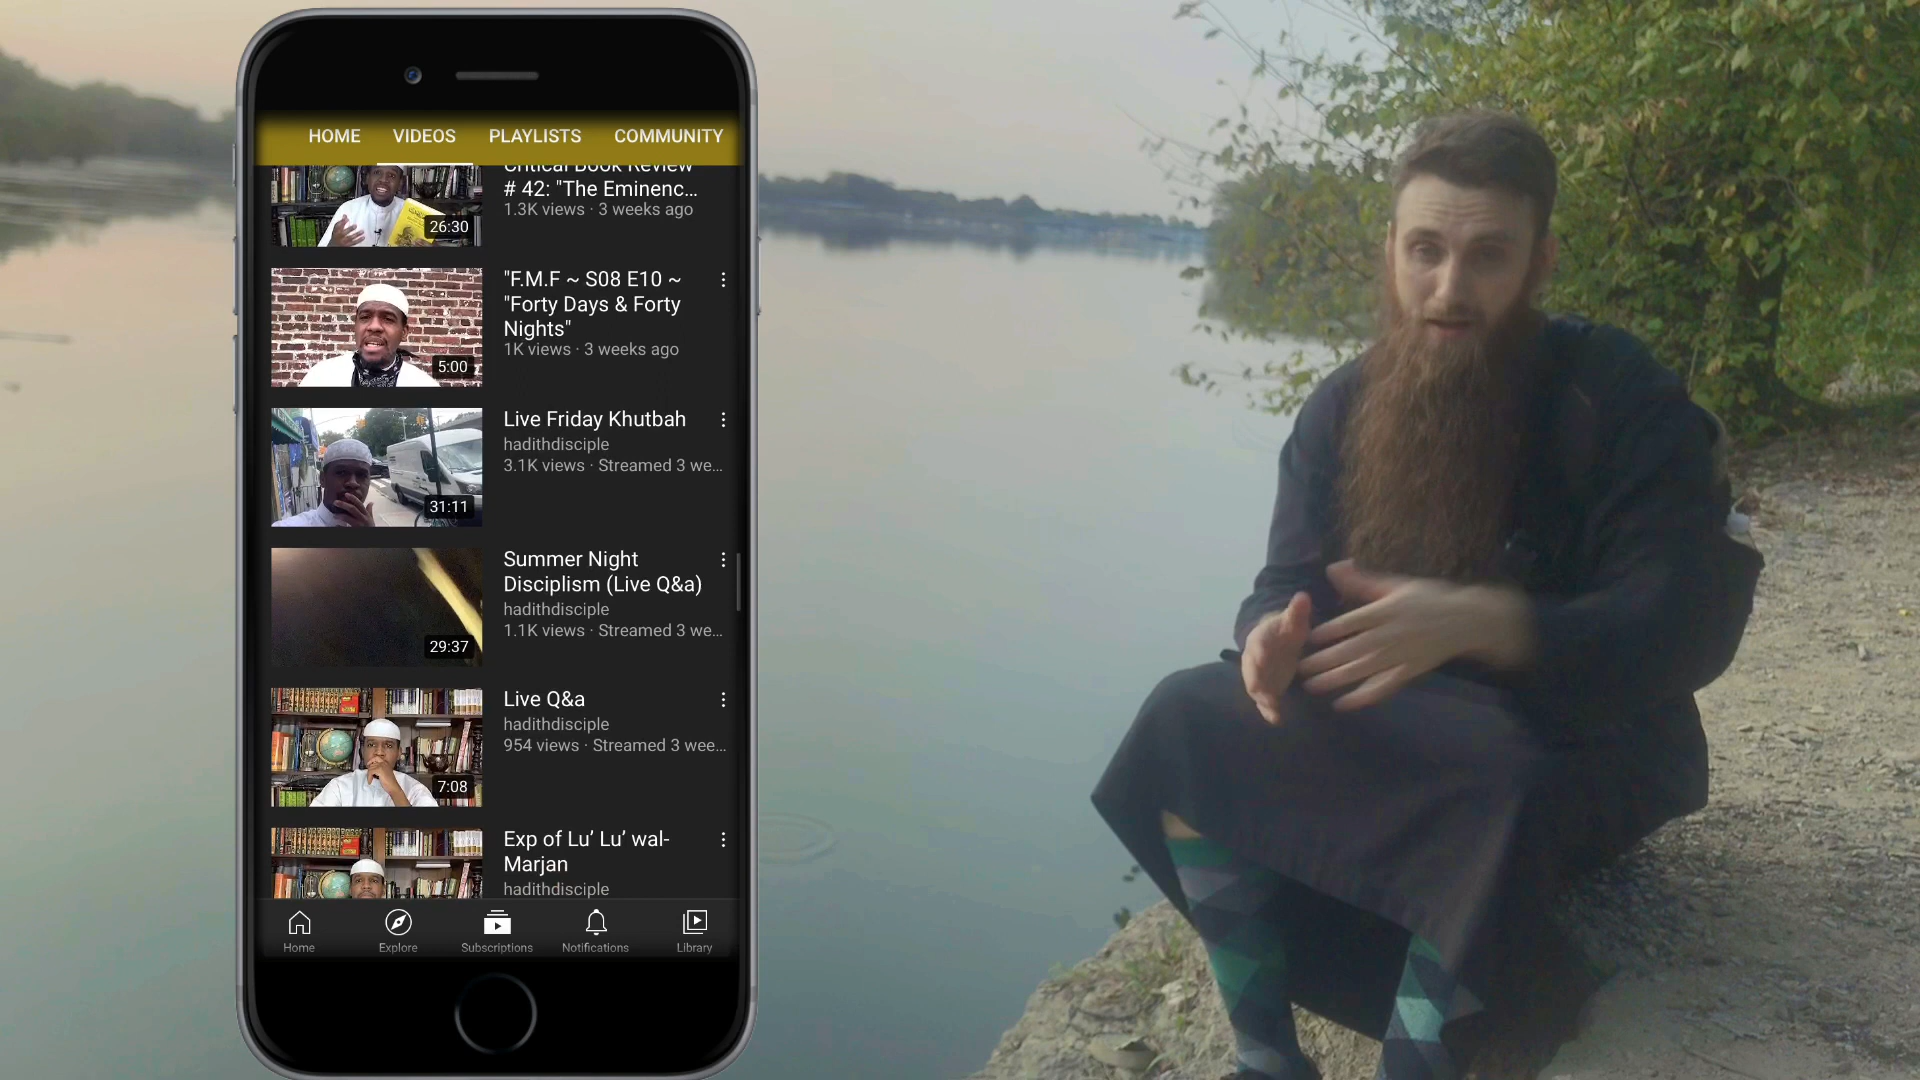 HOME VIDEOS PLAYLISTS COMMUNITY
Critical Book Review
# 42: "The Eminenc...
1.3K views · 3 weeks ago
26:30
"F.M.F ~ S08 E10 ~
"Forty Days & Forty
Nights"
1K views · 3 weeks ago
5:00
Live Friday Khutbah
hadithdisciple
3.1K views · Streamed 3 we...
31:11
Summer Night
Disciplism (Live Q&a)
hadithdisciple
1.1K views · Streamed 3 we...
29:37
Live Q&a
hadithdisciple
954 views · Streamed 3 wee...
7:08
Exp of Lu’ Lu’ wal-
Marjan
hadithdisciple
Home Explore Subscriptions Notifications Library